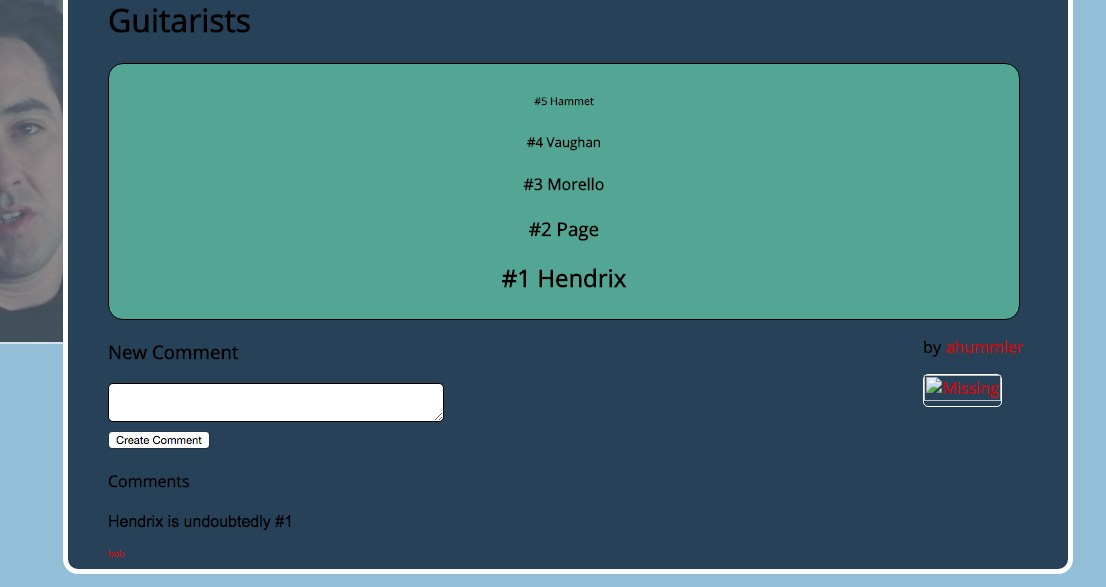 Guitarists
#5 Hammet
#4 Vaughan
#3 Morello
#2 Page
#1 Hendrix
New Comment
by ahummler
Missing
Create Comment
Comments
Hendrix is undoubtedly #1
bob